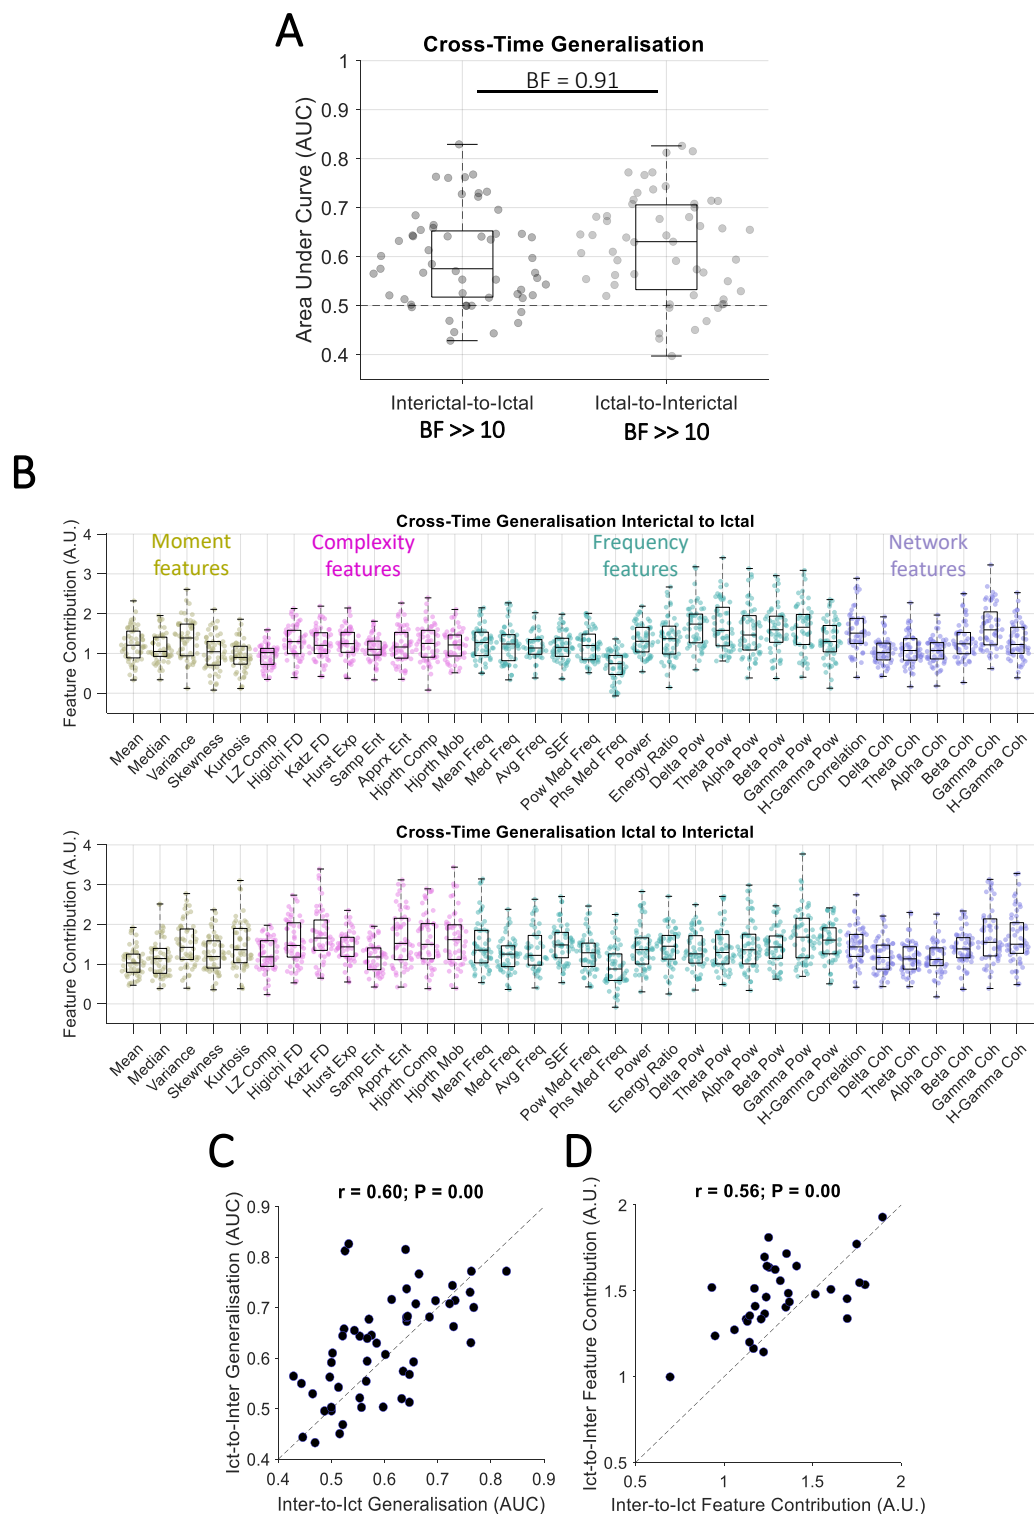 A
Cross-Time Generalisation
BF = 0.91
Area Under Curve (AUC)
1
0.9
0.8
0.7
0.6
0.5
0.4
Interictal-to-Ictal
Ictal-to-Interictal
BF >> 10
BF >> 10
B
Cross-Time Generalisation Interictal to Ictal
Feature Contribution (A.U.)
4
3
2
1
0
Moment
features
Complexity
features
Frequency
features
Network
features
Mean
Median
Variance
Skewness
Kurtosis
LZ Comp
Higichi FD
Katz FD
Hurst Exp
Samp Ent
Apprx Ent
Hjorth Comp
Hjorth Mob
Mean Freq
Med Freq
Avg Freq
SEF
Pow Med Freq
Phs Med Freq
Power
Energy Ratio
Delta Pow
Theta Pow
Alpha Pow
Beta Pow
Gamma Pow
H-Gamma Pow
Correlation
Delta Coh
Theta Coh
Alpha Coh
Beta Coh
Gamma Coh
H-Gamma Coh
Cross-Time Generalisation Ictal to Interictal
Feature Contribution (A.U.)
4
3
2
1
0
Mean
Median
Variance
Skewness
Kurtosis
LZ Comp
Higichi FD
Katz FD
Hurst Exp
Samp Ent
Apprx Ent
Hjorth Comp
Hjorth Mob
Mean Freq
Med Freq
Avg Freq
SEF
Pow Med Freq
Phs Med Freq
Power
Energy Ratio
Delta Pow
Theta Pow
Alpha Pow
Beta Pow
Gamma Pow
H-Gamma Pow
Correlation
Delta Coh
Theta Coh
Alpha Coh
Beta Coh
Gamma Coh
H-Gamma Coh
C
r = 0.60; P = 0.00
Ict-to-Inter Generalisation (AUC)
0.9
0.8
0.7
0.6
0.5
0.4
0.4
0.5
0.6
0.7
0.8
0.9
Inter-to-Ict Generalisation (AUC)
D
r = 0.56; P = 0.00
Ict-to-Inter Feature Contribution (A.U.)
2
1.5
1
0.5
0.5
1
1.5
2
Inter-to-Ict Feature Contribution (A.U.)